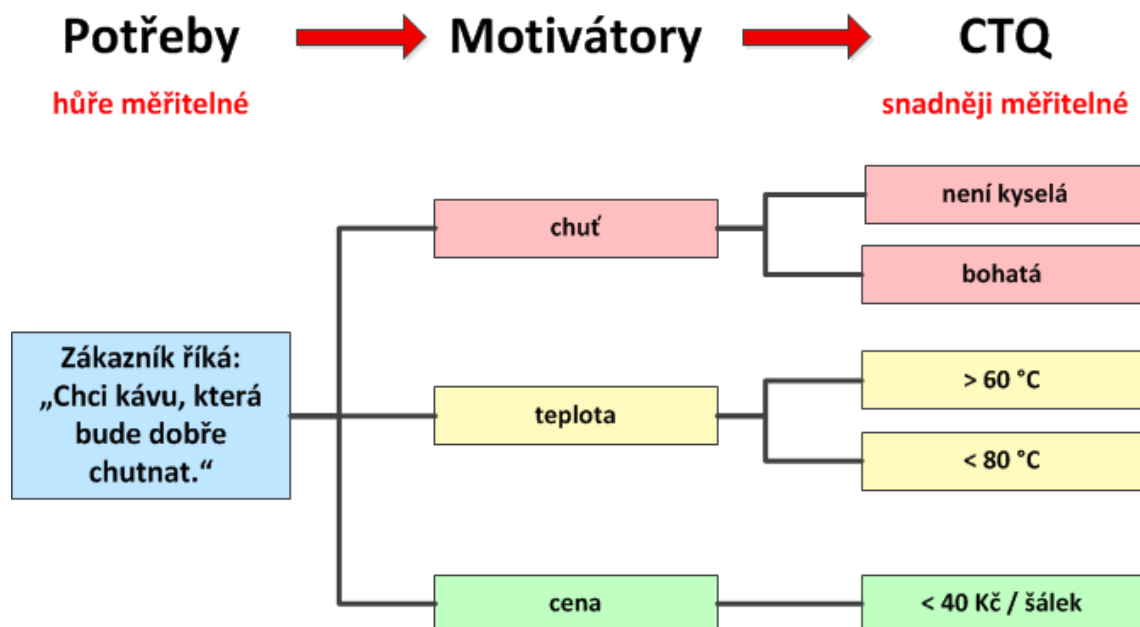 Potřeby
Motivátory
CTQ
hůře měřitelné
snadněji měřitelné
Zákazník říká:
„Chci kávu, která
bude dobře
chutnat.“
chuť
teplota
cena
není kyselá
bohatá
> 60 °C
< 80 °C
< 40 Kč / šálek